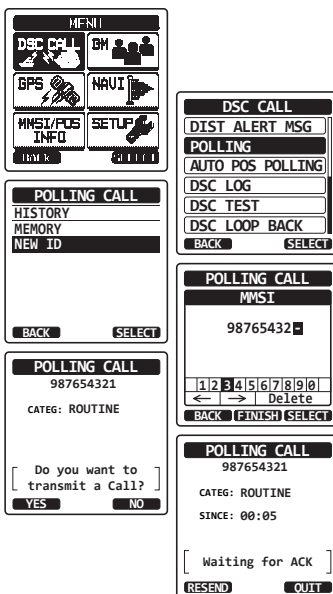 MENU
DSC CALL
GM
GPS
NAVI
MMSI/POS
INFO
SETUP
BACK SELECT
DSC CALL
DIST ALERT MSG
POLLING
AUTO POS POLLING
DSC LOG
DSC TEST
DSC LOOP BACK
BACK SELECT
POLLING CALL
HISTORY
MEMORY
NEW ID
BACK SELECT
POLLING CALL
MMSI
98765432-
1 2 3 4 5 6 7 8 9 0
← → Delete
BACK FINISH SELECT
POLLING CALL
987654321
CATEG: ROUTINE
[ Do you want to
transmit a Call? ]
YES NO
POLLING CALL
987654321
CATEG: ROUTINE
SINCE: 00:05
[ Waiting for ACK ]
RESEND QUIT